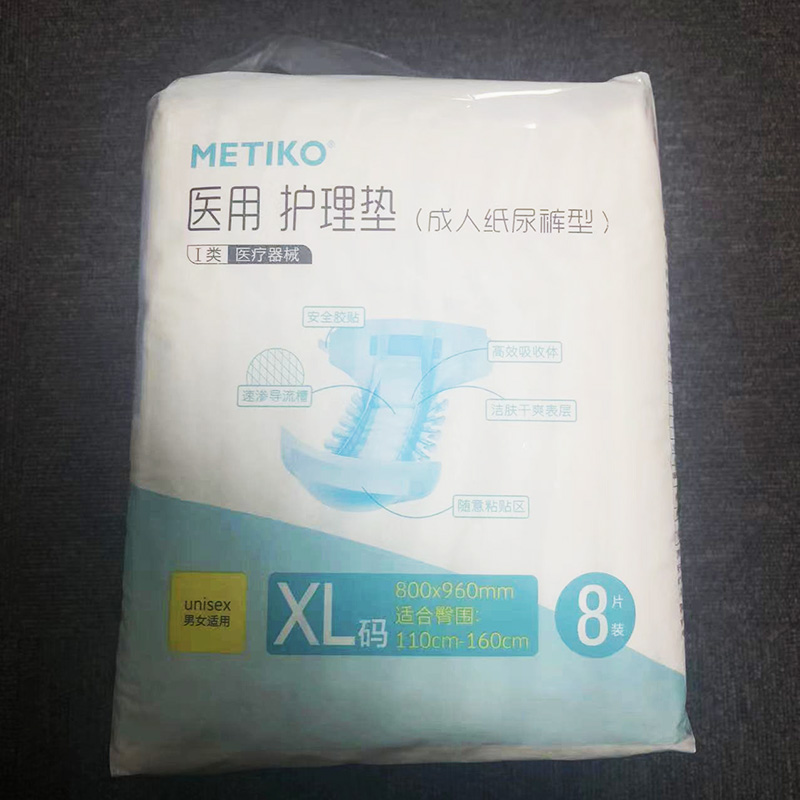 METIKO®
医用 护理垫（成人纸尿裤型）
I类 医疗器械
安全胶贴
高效吸收体
速渗导流槽
洁肤干爽表层
随意粘贴区
unisex
男女适用
XL码
800x960mm
适合臀围:
110cm-160cm
8片装